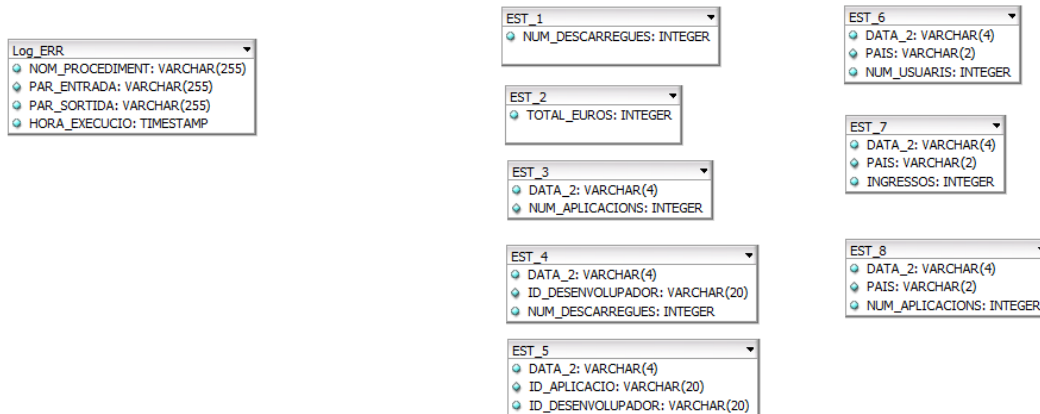 Log_ERR
NOM_PROCEDIMENT: VARCHAR(255)
PAR_ENTRADA: VARCHAR(255)
PAR_SORTIDA: VARCHAR(255)
HORA_EXECUCIO: TIMESTAMP
EST_1
NUM_DESCARREGUES: INTEGER
EST_2
TOTAL_EUROS: INTEGER
EST_3
DATA_2: VARCHAR(4)
NUM_APLICACIONS: INTEGER
EST_4
DATA_2: VARCHAR(4)
ID_DESENVOLUPADOR: VARCHAR(20)
NUM_DESCARREGUES: INTEGER
EST_5
DATA_2: VARCHAR(4)
ID_APLICACIO: VARCHAR(20)
ID_DESENVOLUPADOR: VARCHAR(20)
EST_6
DATA_2: VARCHAR(4)
PAIS: VARCHAR(2)
NUM_USUARIS: INTEGER
EST_7
DATA_2: VARCHAR(4)
PAIS: VARCHAR(2)
INGRESSOS: INTEGER
EST_8
DATA_2: VARCHAR(4)
PAIS: VARCHAR(2)
NUM_APLICACIONS: INTEGER